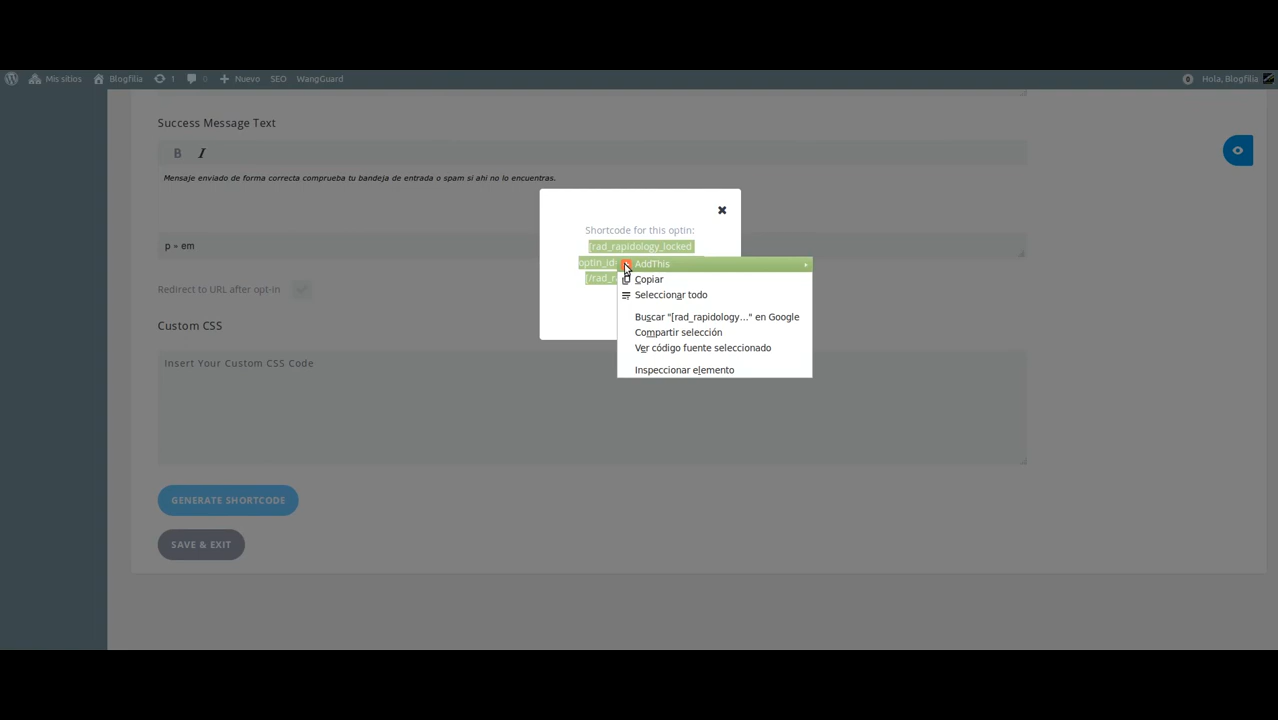 Mis sitios Blogfilia 1 0 Nuevo SEO WangGuard 0 Hola, Blogfilia
Success Message Text
B I
Mensaje enviado de forma correcta comprueba tu bandeja de entrada o spam si ahi no lo encuentras.
Shortcode for this optin:
[rad_rapidology_locked
optin_id=
[/rad_r
AddThis
Copiar
Seleccionar todo
Buscar "[rad_rapidology..." en Google
Compartir selección
Ver código fuente seleccionado
Inspeccionar elemento
p » em
Redirect to URL after opt-in
Custom CSS
Insert Your Custom CSS Code
GENERATE SHORTCODE
SAVE & EXIT